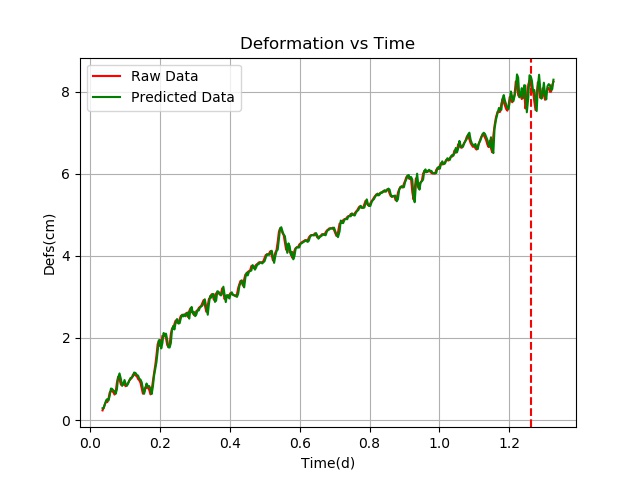 Deformation vs Time
Raw Data
Predicted Data
Defs(cm)
8
6
4
2
0
0.0 0.2 0.4 0.6 0.8 1.0 1.2
Time(d)